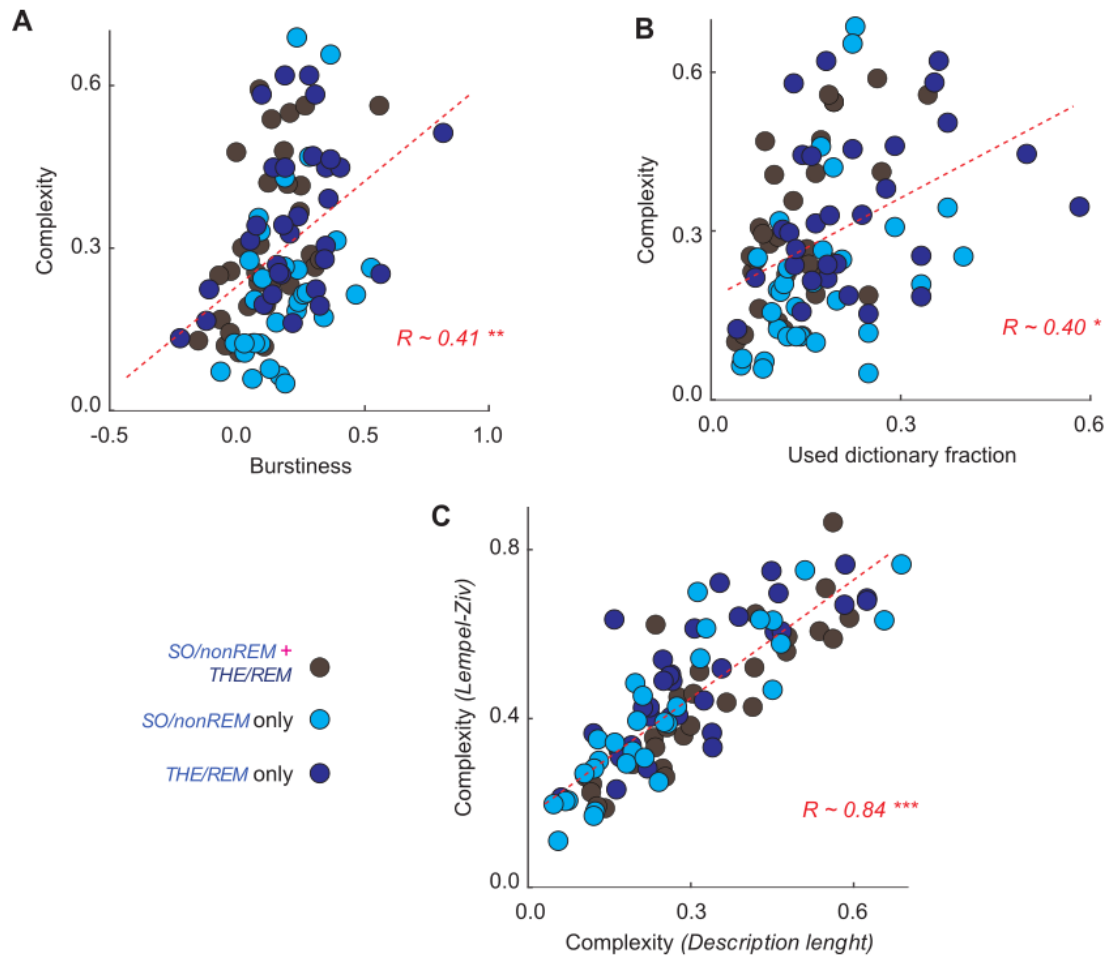 A
Complexity
0.6
0.3
0.0
-0.5
0.0
0.5
1.0
Burstiness
R ~ 0.41 **
B
Complexity
0.6
0.3
0.0
0.0
0.3
0.6
Used dictionary fraction
R ~ 0.40 *
C
Complexity (Lempel-Ziv)
0.8
0.4
0.0
0.0
0.3
0.6
Complexity (Description lenght)
R ~ 0.84 ***
SO/nonREM +
THE/REM
SO/nonREM only
THE/REM only